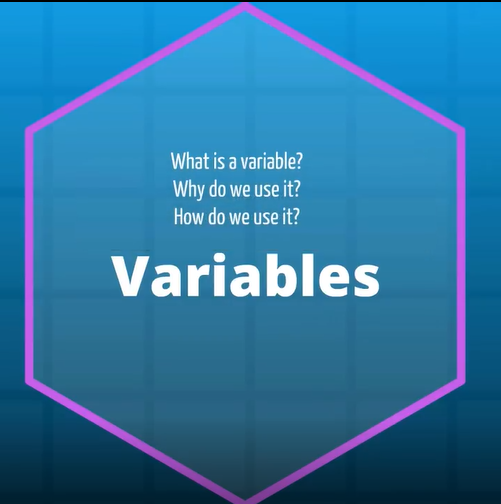 What is a variable?
Why do we use it?
How do we use it?
Variables